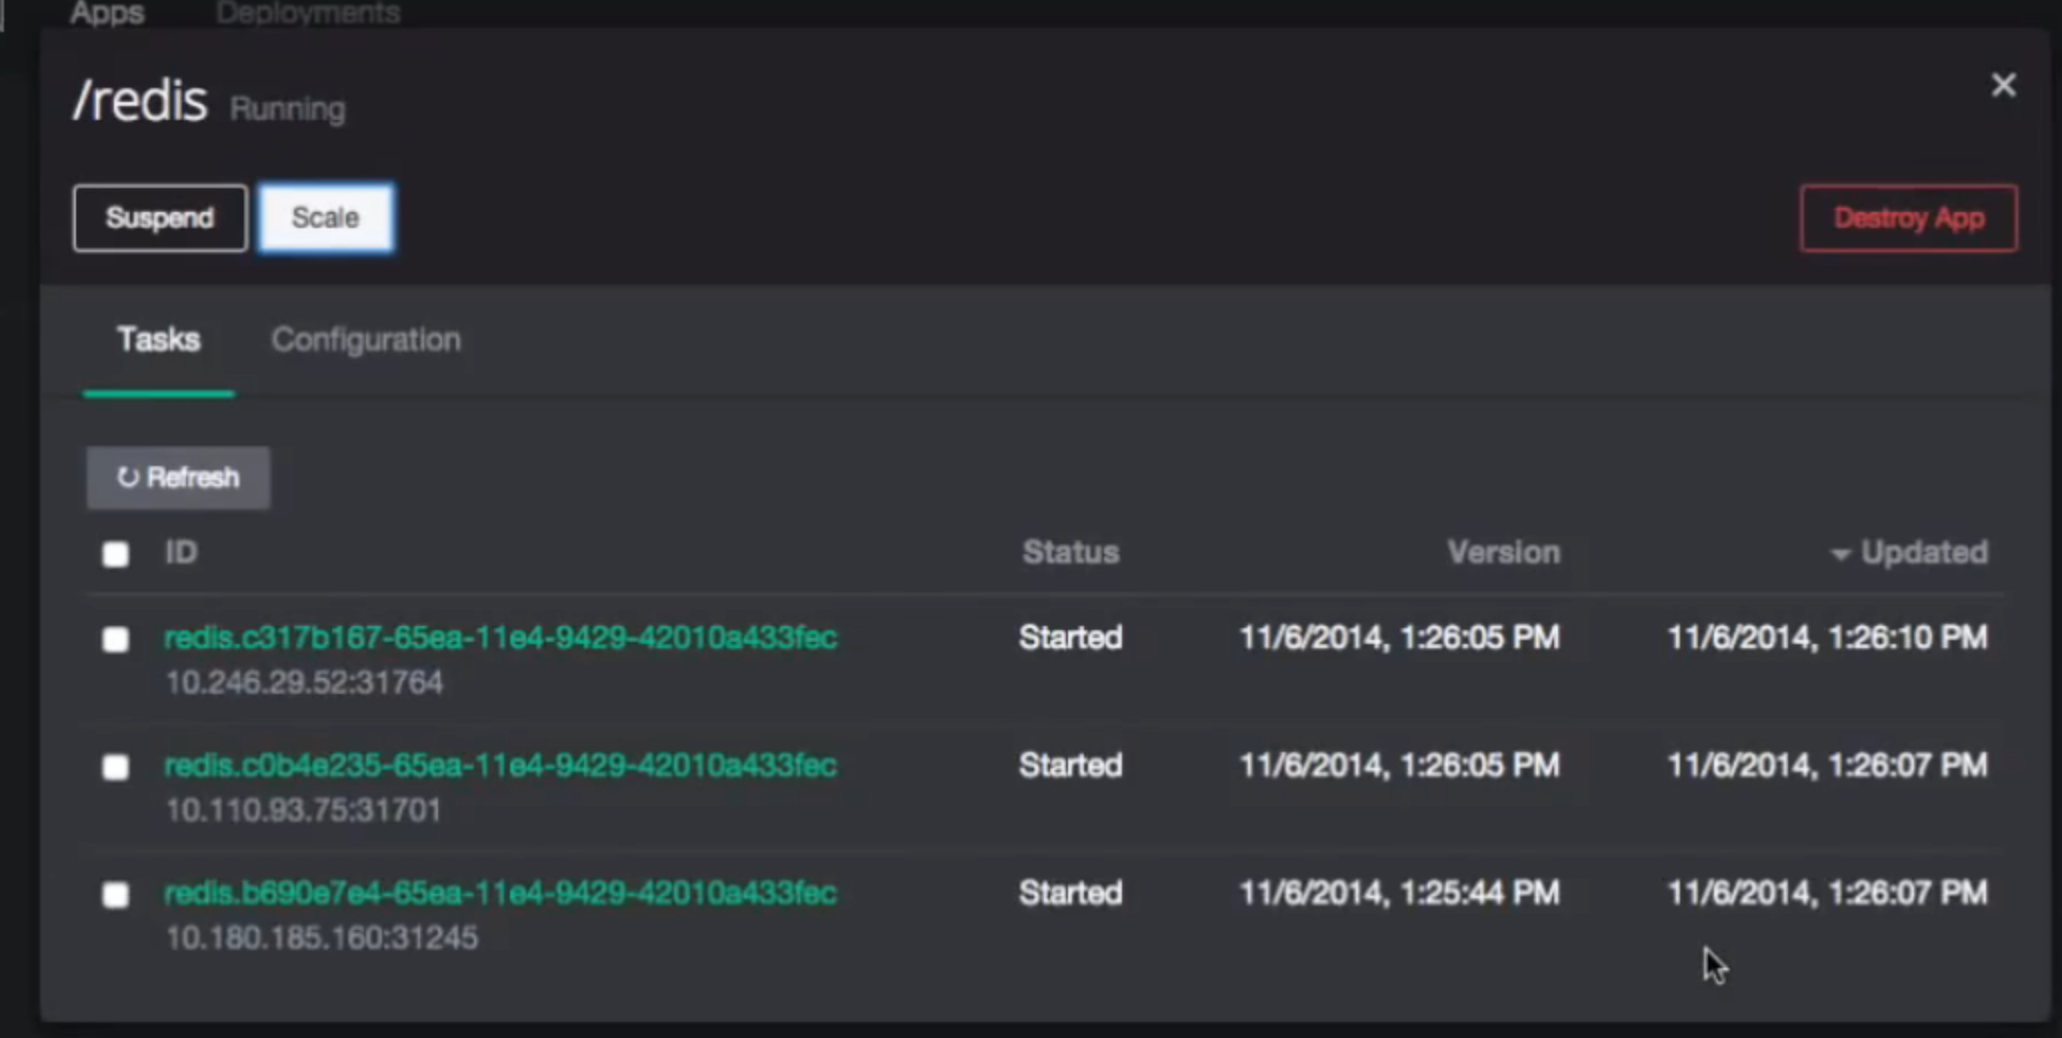 Apps Deployments
/redis Running
×
Suspend Scale Destroy App
Tasks Configuration
↻ Refresh
ID Status Version Updated
redis.c317b167-65ea-11e4-9429-42010a433fec Started 11/6/2014, 1:26:05 PM 11/6/2014, 1:26:10 PM
10.246.29.52:31764
redis.c0b4e235-65ea-11e4-9429-42010a433fec Started 11/6/2014, 1:26:05 PM 11/6/2014, 1:26:07 PM
10.110.93.75:31701
redis.b690e7e4-65ea-11e4-9429-42010a433fec Started 11/6/2014, 1:25:44 PM 11/6/2014, 1:26:07 PM
10.180.185.160:31245